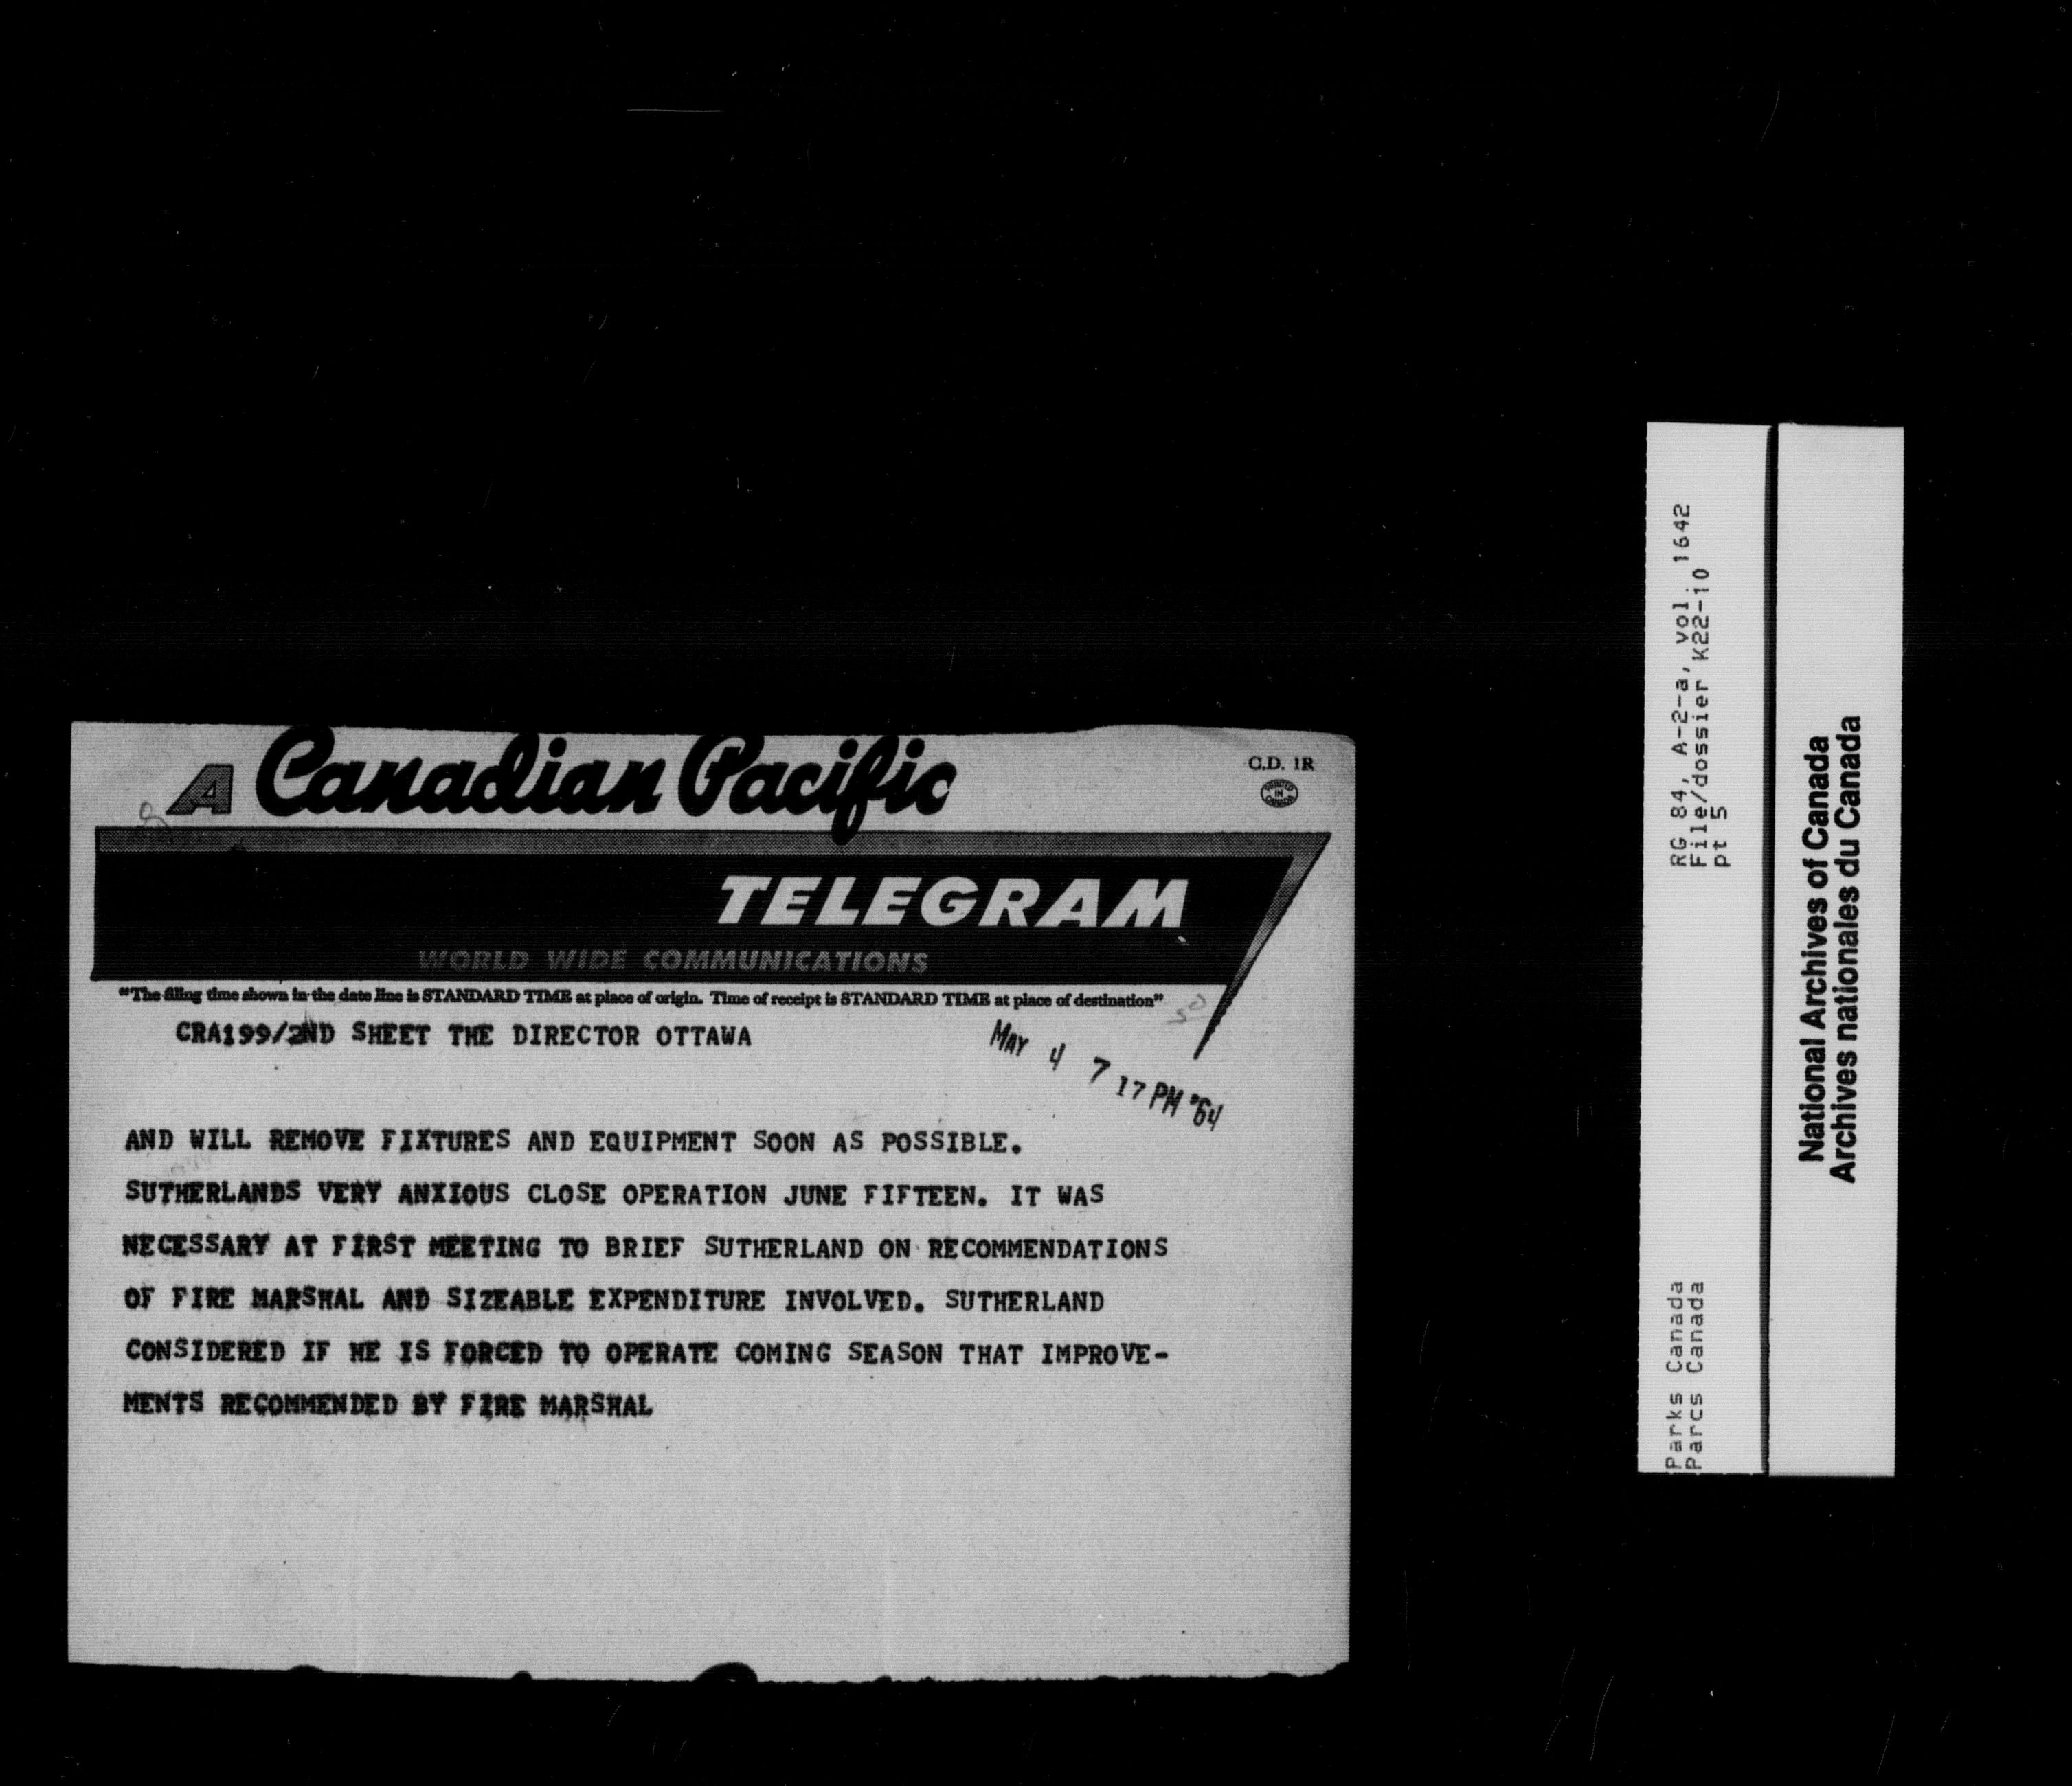 A Canadian Pacific
C.D. 1R
PRINTED IN CANADA
TELEGRAM
WORLD WIDE COMMUNICATIONS
"The filing time shown in the date line is STANDARD TIME at place of origin. Time of receipt is STANDARD TIME at place of destination"
50
CRA199/2ND SHEET THE DIRECTOR OTTAWA
MAY 4 7 17 PM '64
AND WILL REMOVE FIXTURES AND EQUIPMENT SOON AS POSSIBLE.
SUTHERLANDS VERY ANXIOUS CLOSE OPERATION JUNE FIFTEEN. IT WAS
NECESSARY AT FIRST MEETING TO BRIEF SUTHERLAND ON RECOMMENDATIONS
OF FIRE MARSHAL AND SIZEABLE EXPENDITURE INVOLVED. SUTHERLAND
CONSIDERED IF HE IS FORCED TO OPERATE COMING SEASON THAT IMPROVE-
MENTS RECOMMENDED BY FIRE MARSHAL
Parks Canada
Parcs Canada
RG 84, A-2-a, vol. 1642
File/dossier K22-10
pt 5
National Archives of Canada
Archives nationales du Canada